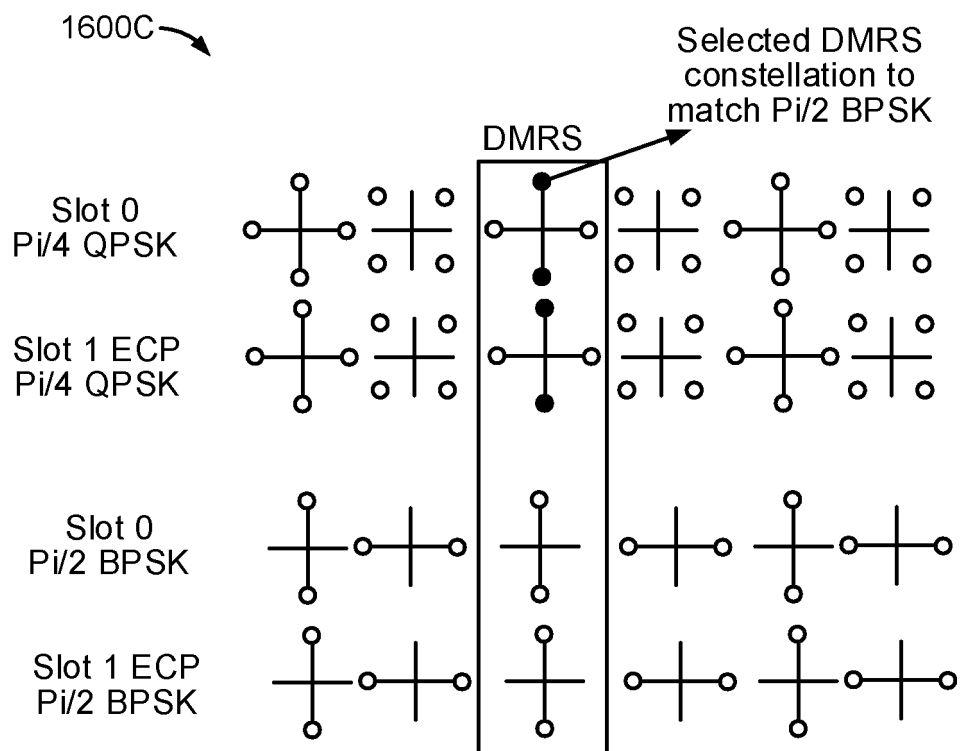 1600C
Selected DMRS
constellation to
match Pi/2 BPSK
DMRS
Slot 0
Pi/4 QPSK
Slot 1 ECP
Pi/4 QPSK
Slot 0
Pi/2 BPSK
Slot 1 ECP
Pi/2 BPSK